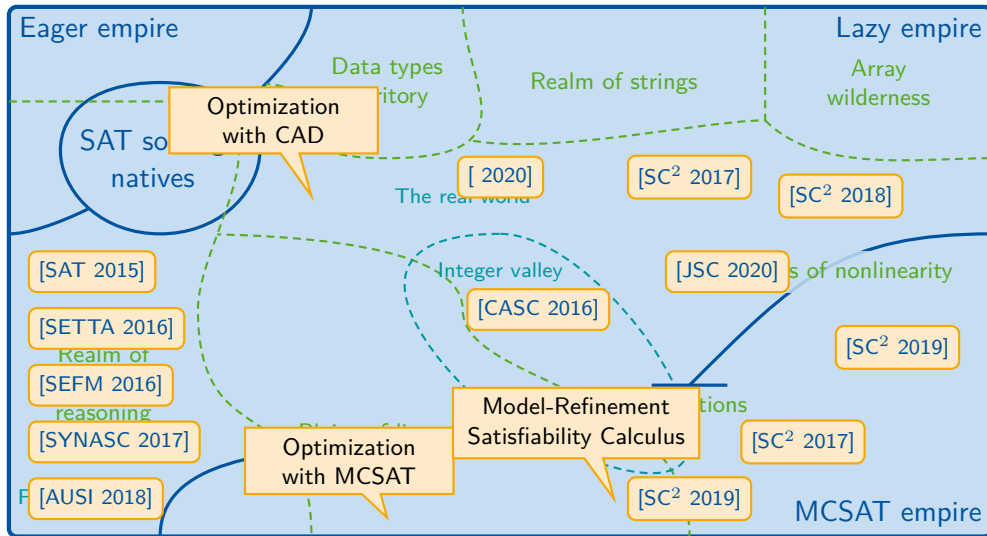 Eager empire
Lazy empire
Data types
Realm of strings
Array
wilderness
Optimization
with CAD
SAT
natives
[ 2020]
[SC² 2017]
[SC² 2018]
The real world
[SAT 2015]
Integer valley
[JSC 2020]
of nonlinearity
[CASC 2016]
[SETTA 2016]
[SC² 2019]
Realm of
[SEFM 2016]
reasoning
Model-Refinement
Satisfiability Calculus
[SYNASC 2017]
Optimization
with MCSAT
[SC² 2017]
[AUSI 2018]
[SC² 2019]
MCSAT empire